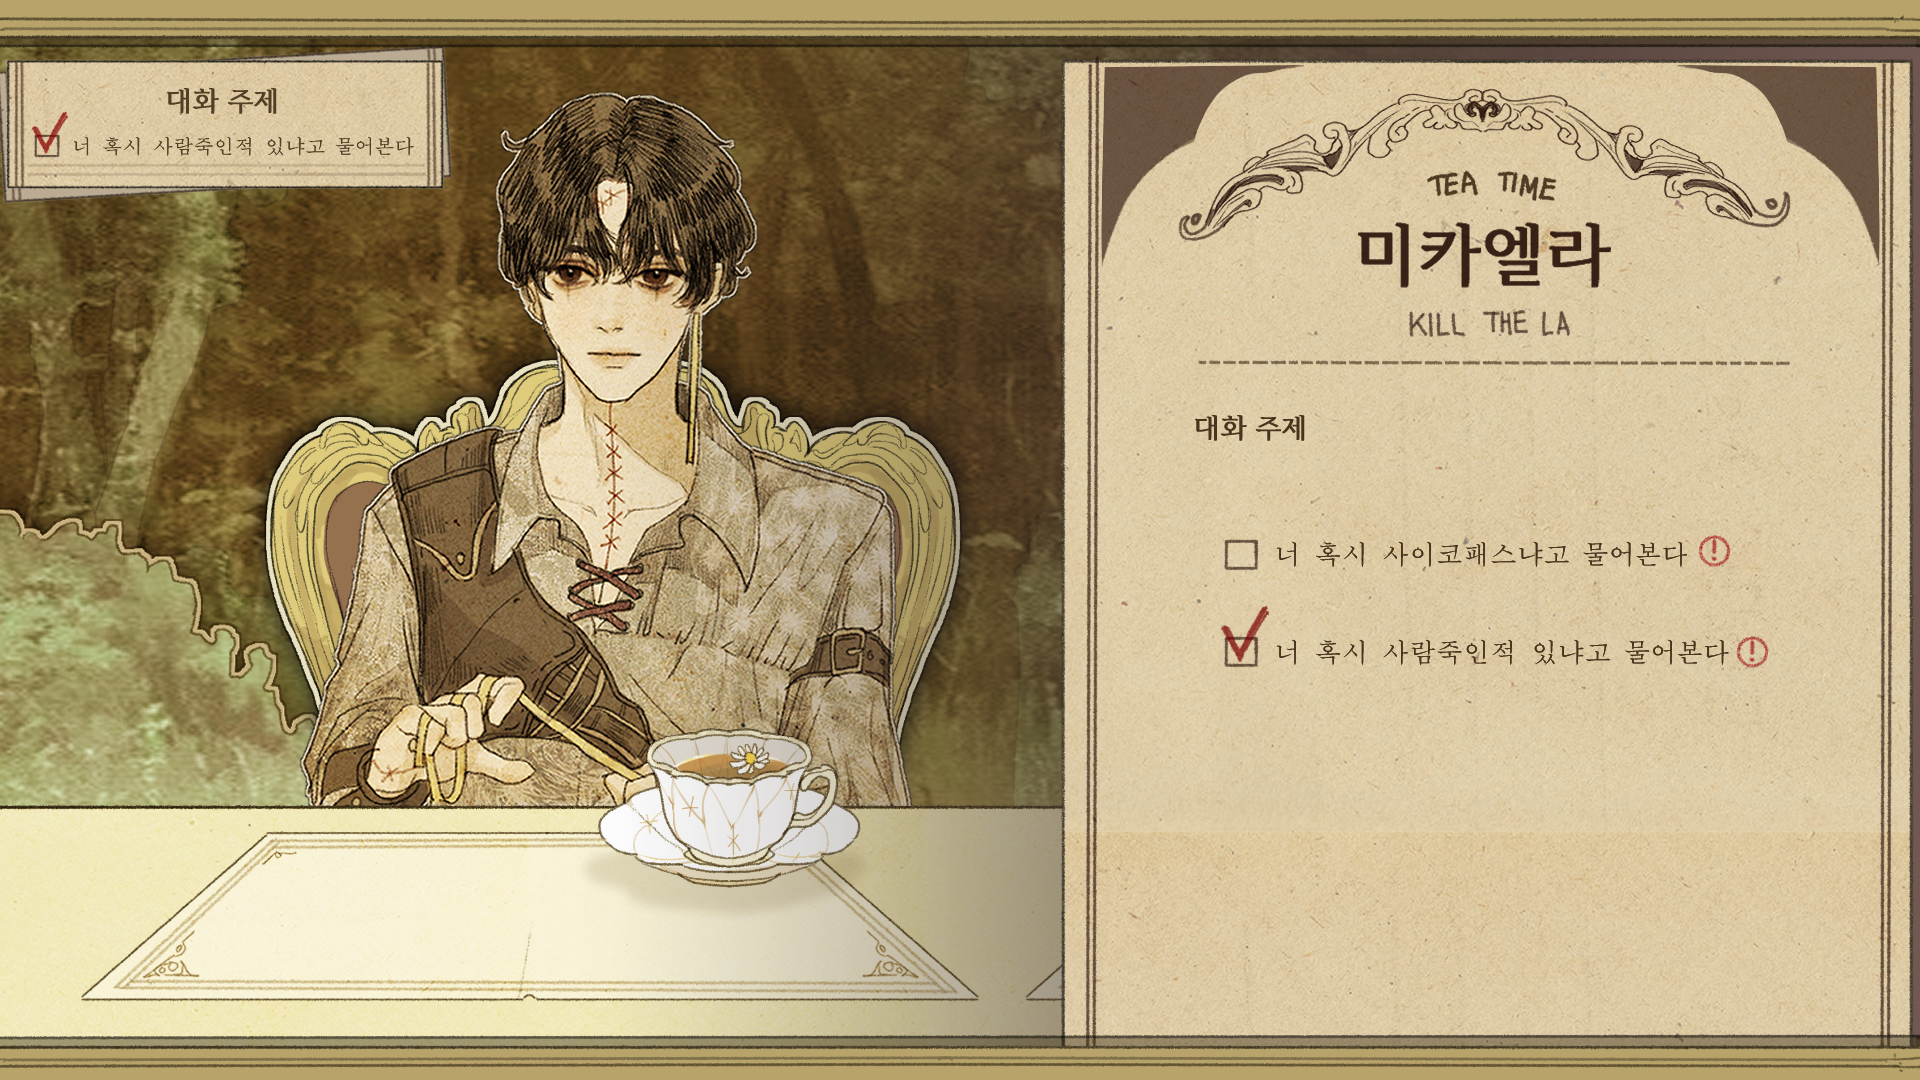 대화 주제
너 혹시 사람죽인적 있냐고 물어본다
TEA TIME
미카엘라
KILL THE LA
대화 주제
너 혹시 사이코패스냐고 물어본다
너 혹시 사람죽인적 있냐고 물어본다